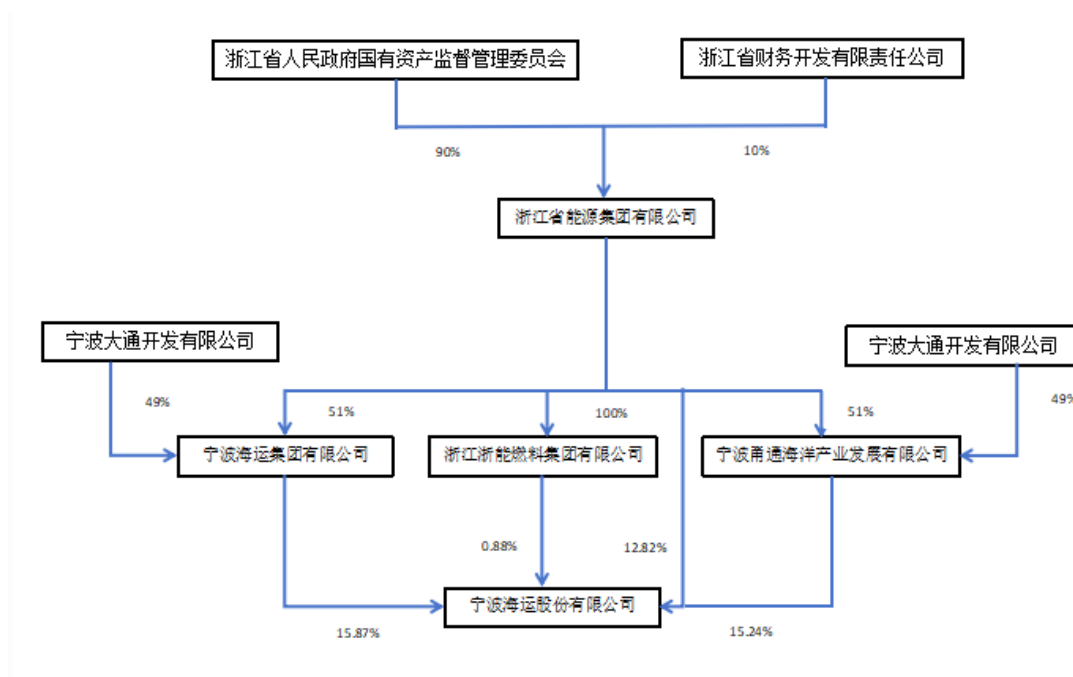 浙江省人民政府国有资产监督管理委员会
浙江省财务开发有限责任公司
90%
10%
浙江省能源集团有限公司
宁波大通开发有限公司
宁波大通开发有限公司
49%
51%
100%
51%
49%
宁波海运集团有限公司
浙江浙能燃料集团有限公司
宁波甬通海洋产业发展有限公司
0.88%
12.82%
宁波海运股份有限公司
15.87%
15.24%